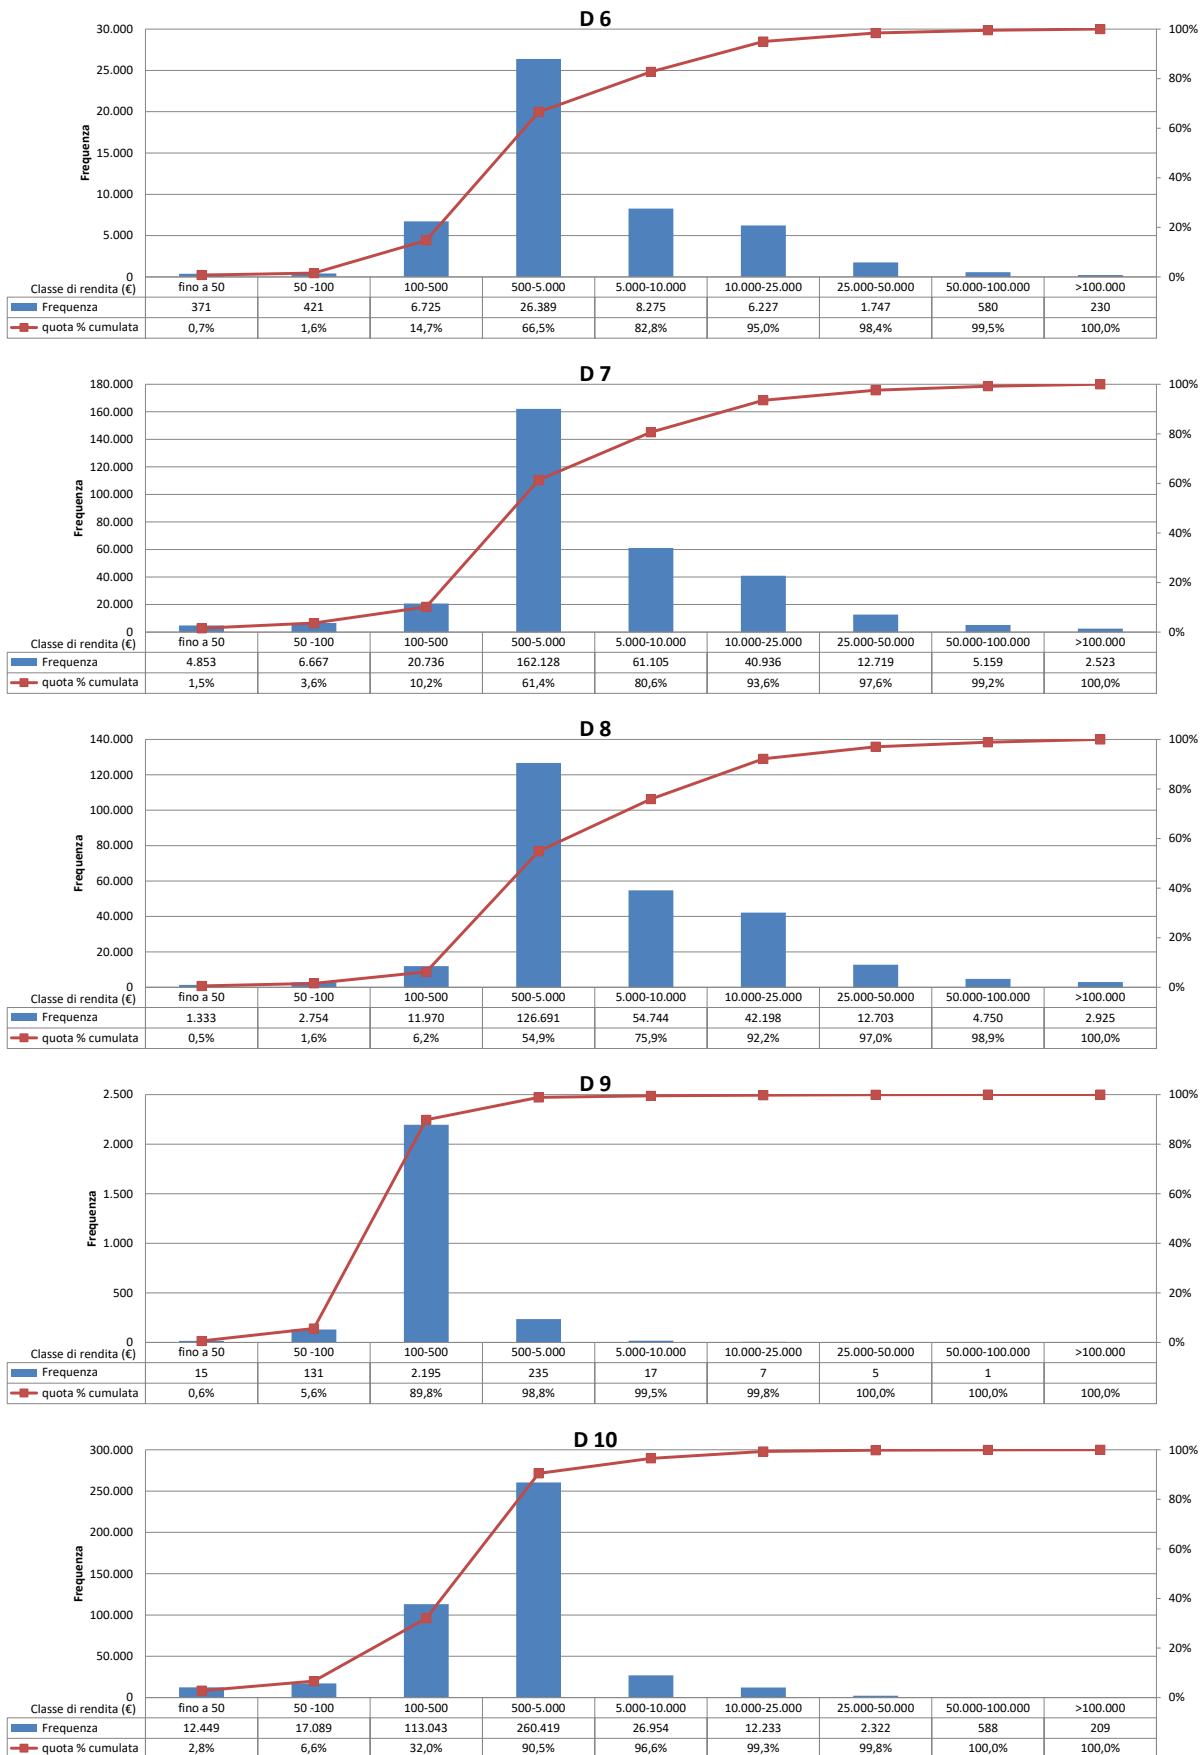 D 6
30.000
25.000
20.000
15.000
10.000
5.000
0
Frequenza
100%
80%
60%
40%
20%
0%
Classe di rendita (€) fino a 50 50 -100 100-500 500-5.000 5.000-10.000 10.000-25.000 25.000-50.000 50.000-100.000 >100.000
Frequenza 371 421 6.725 26.389 8.275 6.227 1.747 580 230
quota % cumulata 0,7% 1,6% 14,7% 66,5% 82,8% 95,0% 98,4% 99,5% 100,0%
D 7
180.000
160.000
140.000
120.000
100.000
80.000
60.000
40.000
20.000
0
Frequenza
100%
80%
60%
40%
20%
0%
Classe di rendita (€) fino a 50 50 -100 100-500 500-5.000 5.000-10.000 10.000-25.000 25.000-50.000 50.000-100.000 >100.000
Frequenza 4.853 6.667 20.736 162.128 61.105 40.936 12.719 5.159 2.523
quota % cumulata 1,5% 3,6% 10,2% 61,4% 80,6% 93,6% 97,6% 99,2% 100,0%
D 8
140.000
120.000
100.000
80.000
60.000
40.000
20.000
0
Frequenza
100%
80%
60%
40%
20%
0%
Classe di rendita (€) fino a 50 50 -100 100-500 500-5.000 5.000-10.000 10.000-25.000 25.000-50.000 50.000-100.000 >100.000
Frequenza 1.333 2.754 11.970 126.691 54.744 42.198 12.703 4.750 2.925
quota % cumulata 0,5% 1,6% 6,2% 54,9% 75,9% 92,2% 97,0% 98,9% 100,0%
D 9
2.500
2.000
1.500
1.000
500
0
Frequenza
100%
80%
60%
40%
20%
0%
Classe di rendita (€) fino a 50 50 -100 100-500 500-5.000 5.000-10.000 10.000-25.000 25.000-50.000 50.000-100.000 >100.000
Frequenza 15 131 2.195 235 17 7 5 1
quota % cumulata 0,6% 5,6% 89,8% 98,8% 99,5% 99,8% 100,0% 100,0% 100,0%
D 10
300.000
250.000
200.000
150.000
100.000
50.000
0
Frequenza
100%
80%
60%
40%
20%
0%
Classe di rendita (€) fino a 50 50 -100 100-500 500-5.000 5.000-10.000 10.000-25.000 25.000-50.000 50.000-100.000 >100.000
Frequenza 12.449 17.089 113.043 260.419 26.954 12.233 2.322 588 209
quota % cumulata 2,8% 6,6% 32,0% 90,5% 96,6% 99,3% 99,8% 100,0% 100,0%